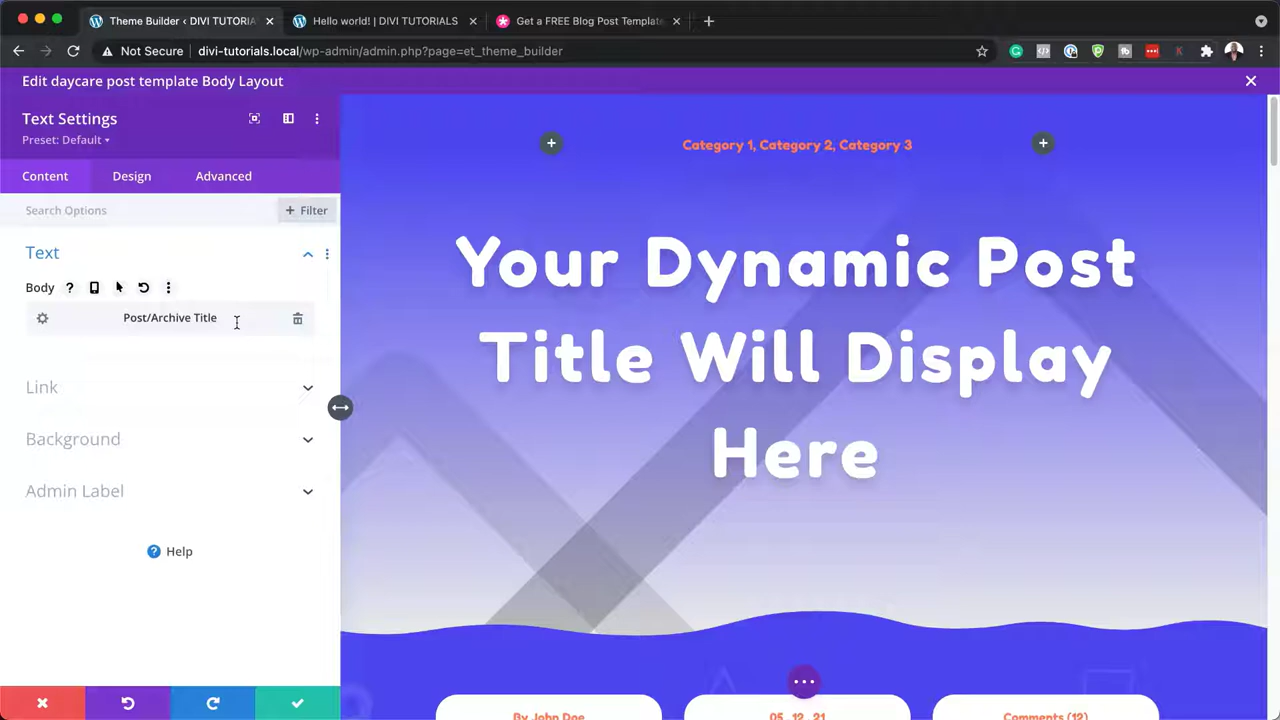 Theme Builder ‹ DIVI TUTORIA
Hello world! | DIVI TUTORIALS
Get a FREE Blog Post Template
Not Secure
divi-tutorials.local/wp-admin/admin.php?page=et_theme_builder
Edit daycare post template Body Layout
Text Settings
Preset: Default
Content
Design
Advanced
Search Options
+ Filter
Text
Body
Post/Archive Title
Link
Background
Admin Label
Help
Category 1, Category 2, Category 3
Your Dynamic Post
Title Will Display
Here
By John Doe
05 . 12 . 21
Comments (12)